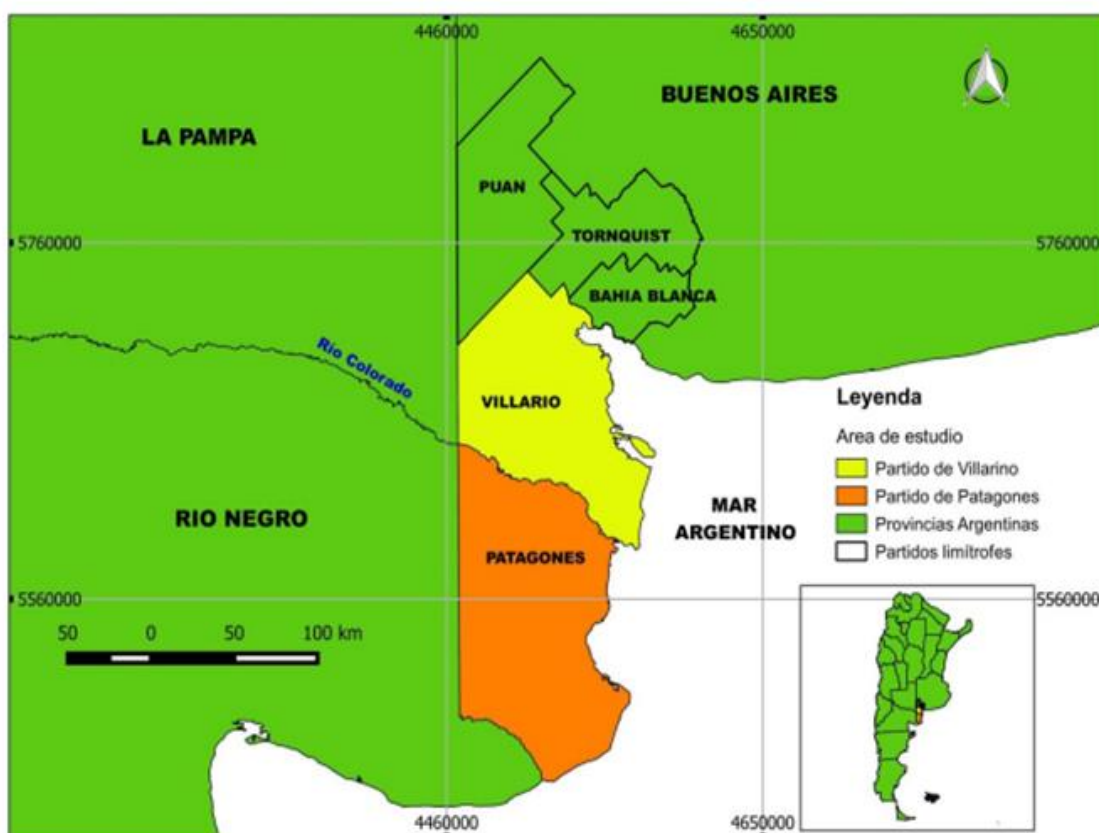 4460000
4650000
BUENOS AIRES
LA PAMPA
PUAN
TORNQUIST
5760000
5760000
BAHIA BLANCA
Rio Colorado
VILLARIO
Leyenda
Area de estudio
Partido de Villarino
Partido de Patagones
Provincias Argentinas
Partidos limítrofes
MAR
ARGENTINO
RIO NEGRO
PATAGONES
5560000
5560000
50 0 50 100 km
4460000
4650000